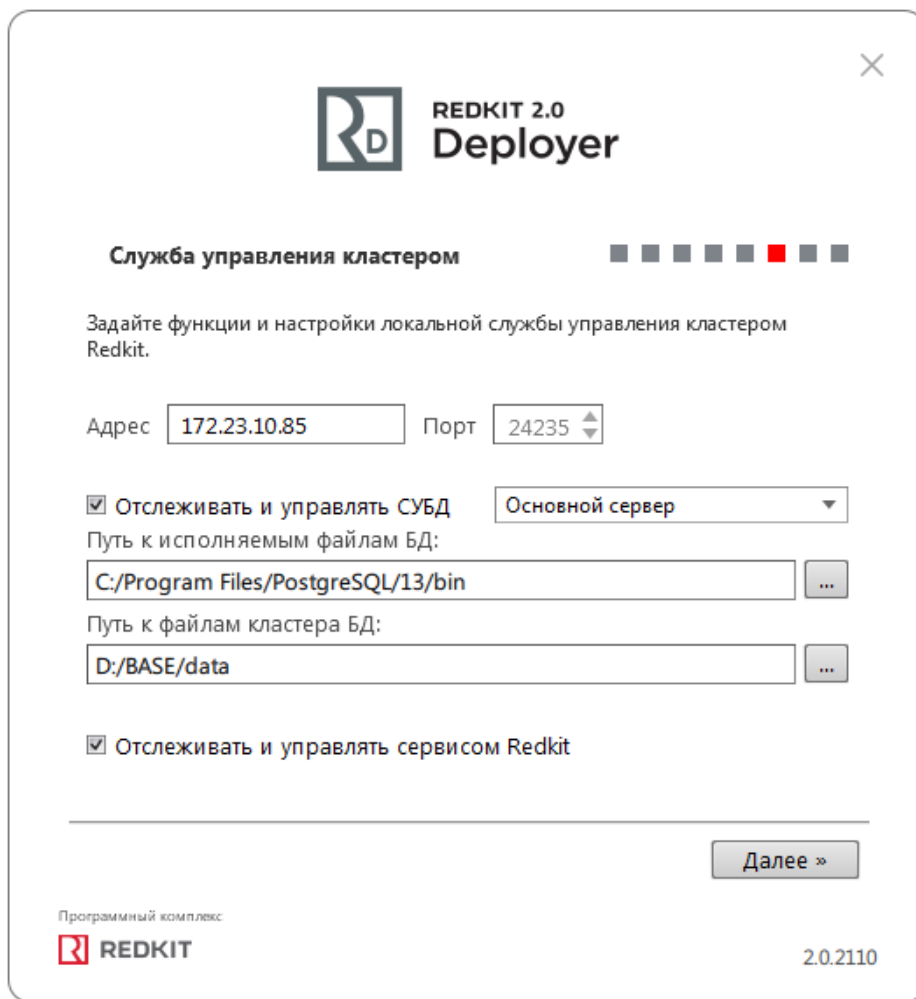 REDKIT 2.0
Deployer
Служба управления кластером
Задайте функции и настройки локальной службы управления кластером
Redkit.
Адрес 172.23.10.85 Порт 24235
Отслеживать и управлять СУБД Основной сервер
Путь к исполняемым файлам БД:
C:/Program Files/PostgreSQL/13/bin ...
Путь к файлам кластера БД:
D:/BASE/data ...
Отслеживать и управлять сервисом Redkit
Далее »
Программный комплекс
REDKIT
2.0.2110